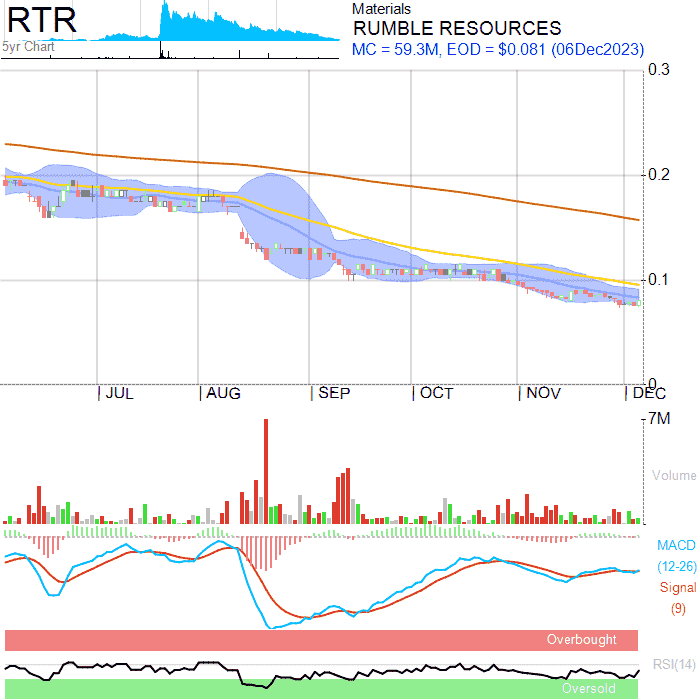 RTR
5yr Chart
Materials
RUMBLE RESOURCES
MC = 59.3M, EOD = $0.081 (06Dec2023)
0.3
0.2
0.1
0
JUL AUG SEP OCT NOV DEC
7M
Volume
MACD
(12-26)
Signal
(9)
Overbought
RSI(14)
Oversold